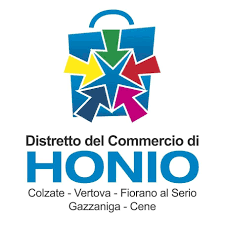 Distretto del Commercio di
HONIO
Colzate - Vertova - Fiorano al Serio
Gazzaniga - Cene